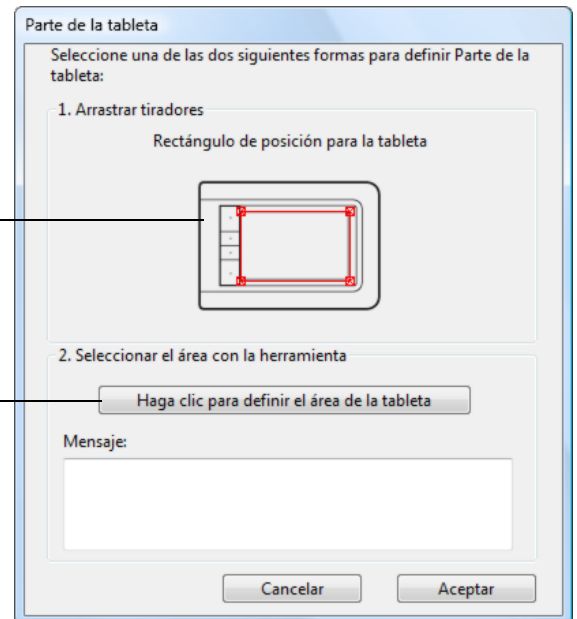 Parte de la tableta
Seleccione una de las dos siguientes formas para definir Parte de la
tableta:
1. Arrastrar tiradores
Rectángulo de posición para la tableta
2. Seleccionar el área con la herramienta
Haga clic para definir el área de la tableta
Mensaje:
Cancelar
Aceptar